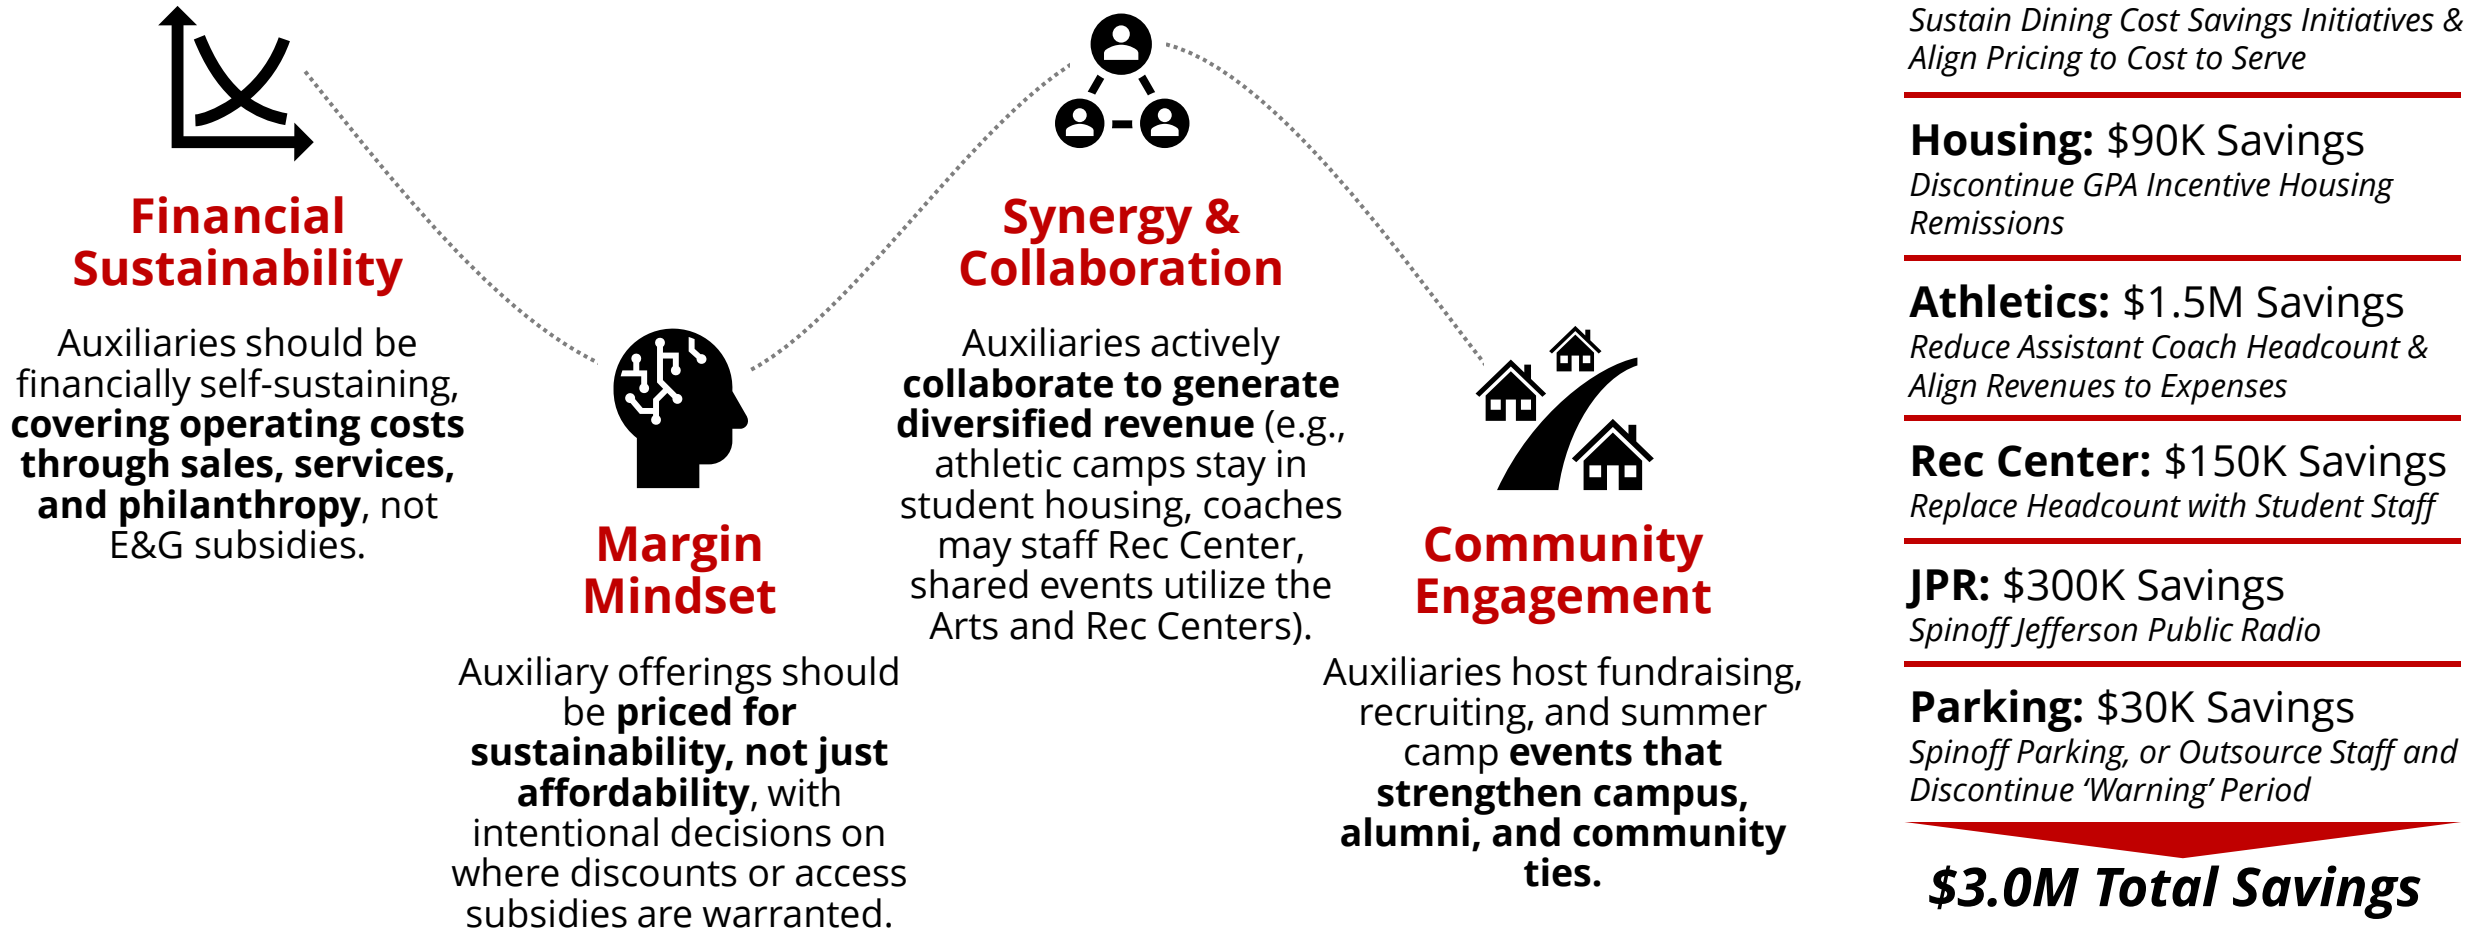 Financial
Sustainability
Auxiliaries should be
financially self-sustaining,
covering operating costs
through sales, services,
and philanthropy, not
E&G subsidies.
Margin
Mindset
Auxiliary offerings should
be priced for
sustainability, not just
affordability, with
intentional decisions on
where discounts or access
subsidies are warranted.
Synergy &
Collaboration
Auxiliaries actively
collaborate to generate
diversified revenue (e.g.,
athletic camps stay in
student housing, coaches
may staff Rec Center,
shared events utilize the
Arts and Rec Centers).
Community
Engagement
Auxiliaries host fundraising,
recruiting, and summer
camp events that
strengthen campus,
alumni, and community
ties.
Sustain Dining Cost Savings Initiatives &
Align Pricing to Cost to Serve
Housing: $90K Savings
Discontinue GPA Incentive Housing
Remissions
Athletics: $1.5M Savings
Reduce Assistant Coach Headcount &
Align Revenues to Expenses
Rec Center: $150K Savings
Replace Headcount with Student Staff
JPR: $300K Savings
Spinoff Jefferson Public Radio
Parking: $30K Savings
Spinoff Parking, or Outsource Staff and
Discontinue ‘Warning’ Period
$3.0M Total Savings